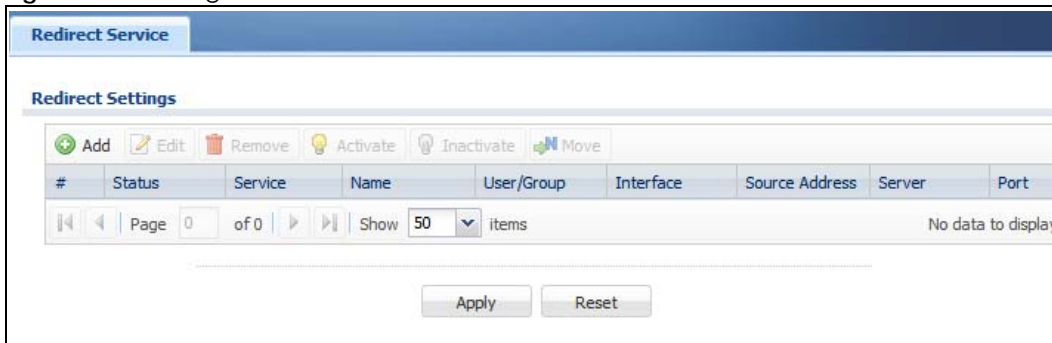 Redirect Service
Redirect Settings
Add Edit Remove Activate Inactivate Move
# Status Service Name User/Group Interface Source Address Server Port
Page 0 of 0 Show 50 items No data to display
Apply Reset